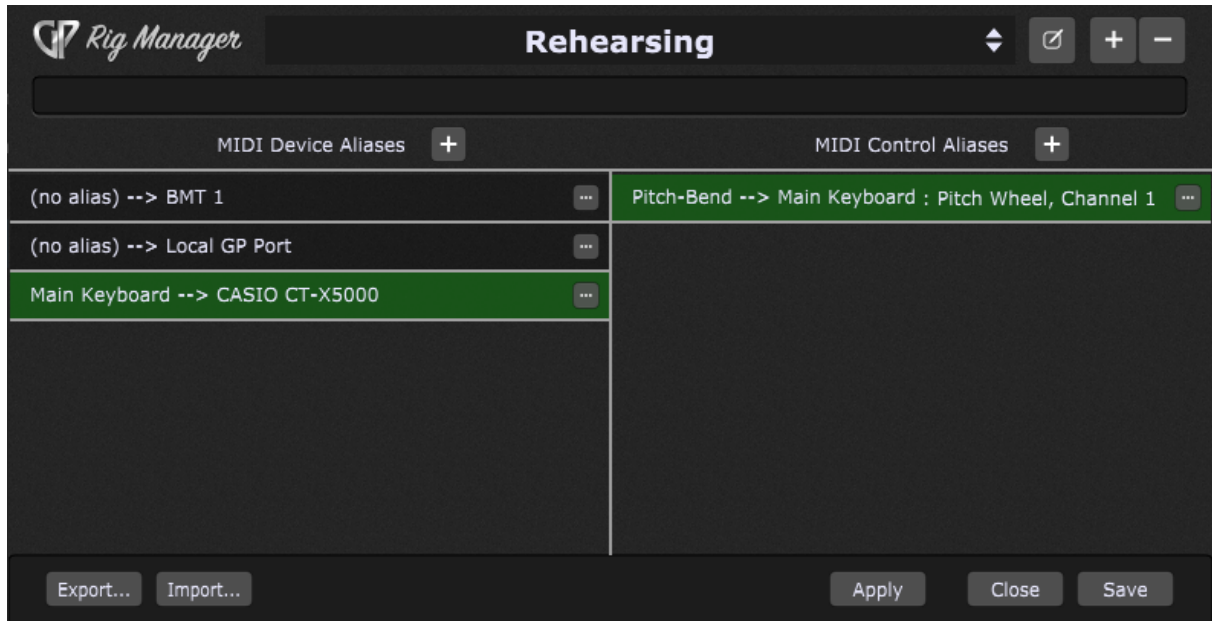 GP Rig Manager
Rehearsing
+ −
MIDI Device Aliases +
MIDI Control Aliases +
(no alias) --> BMT 1 ...
Pitch-Bend --> Main Keyboard : Pitch Wheel, Channel 1 ...
(no alias) --> Local GP Port ...
Main Keyboard --> CASIO CT-X5000 ...
Export... Import... Apply Close Save